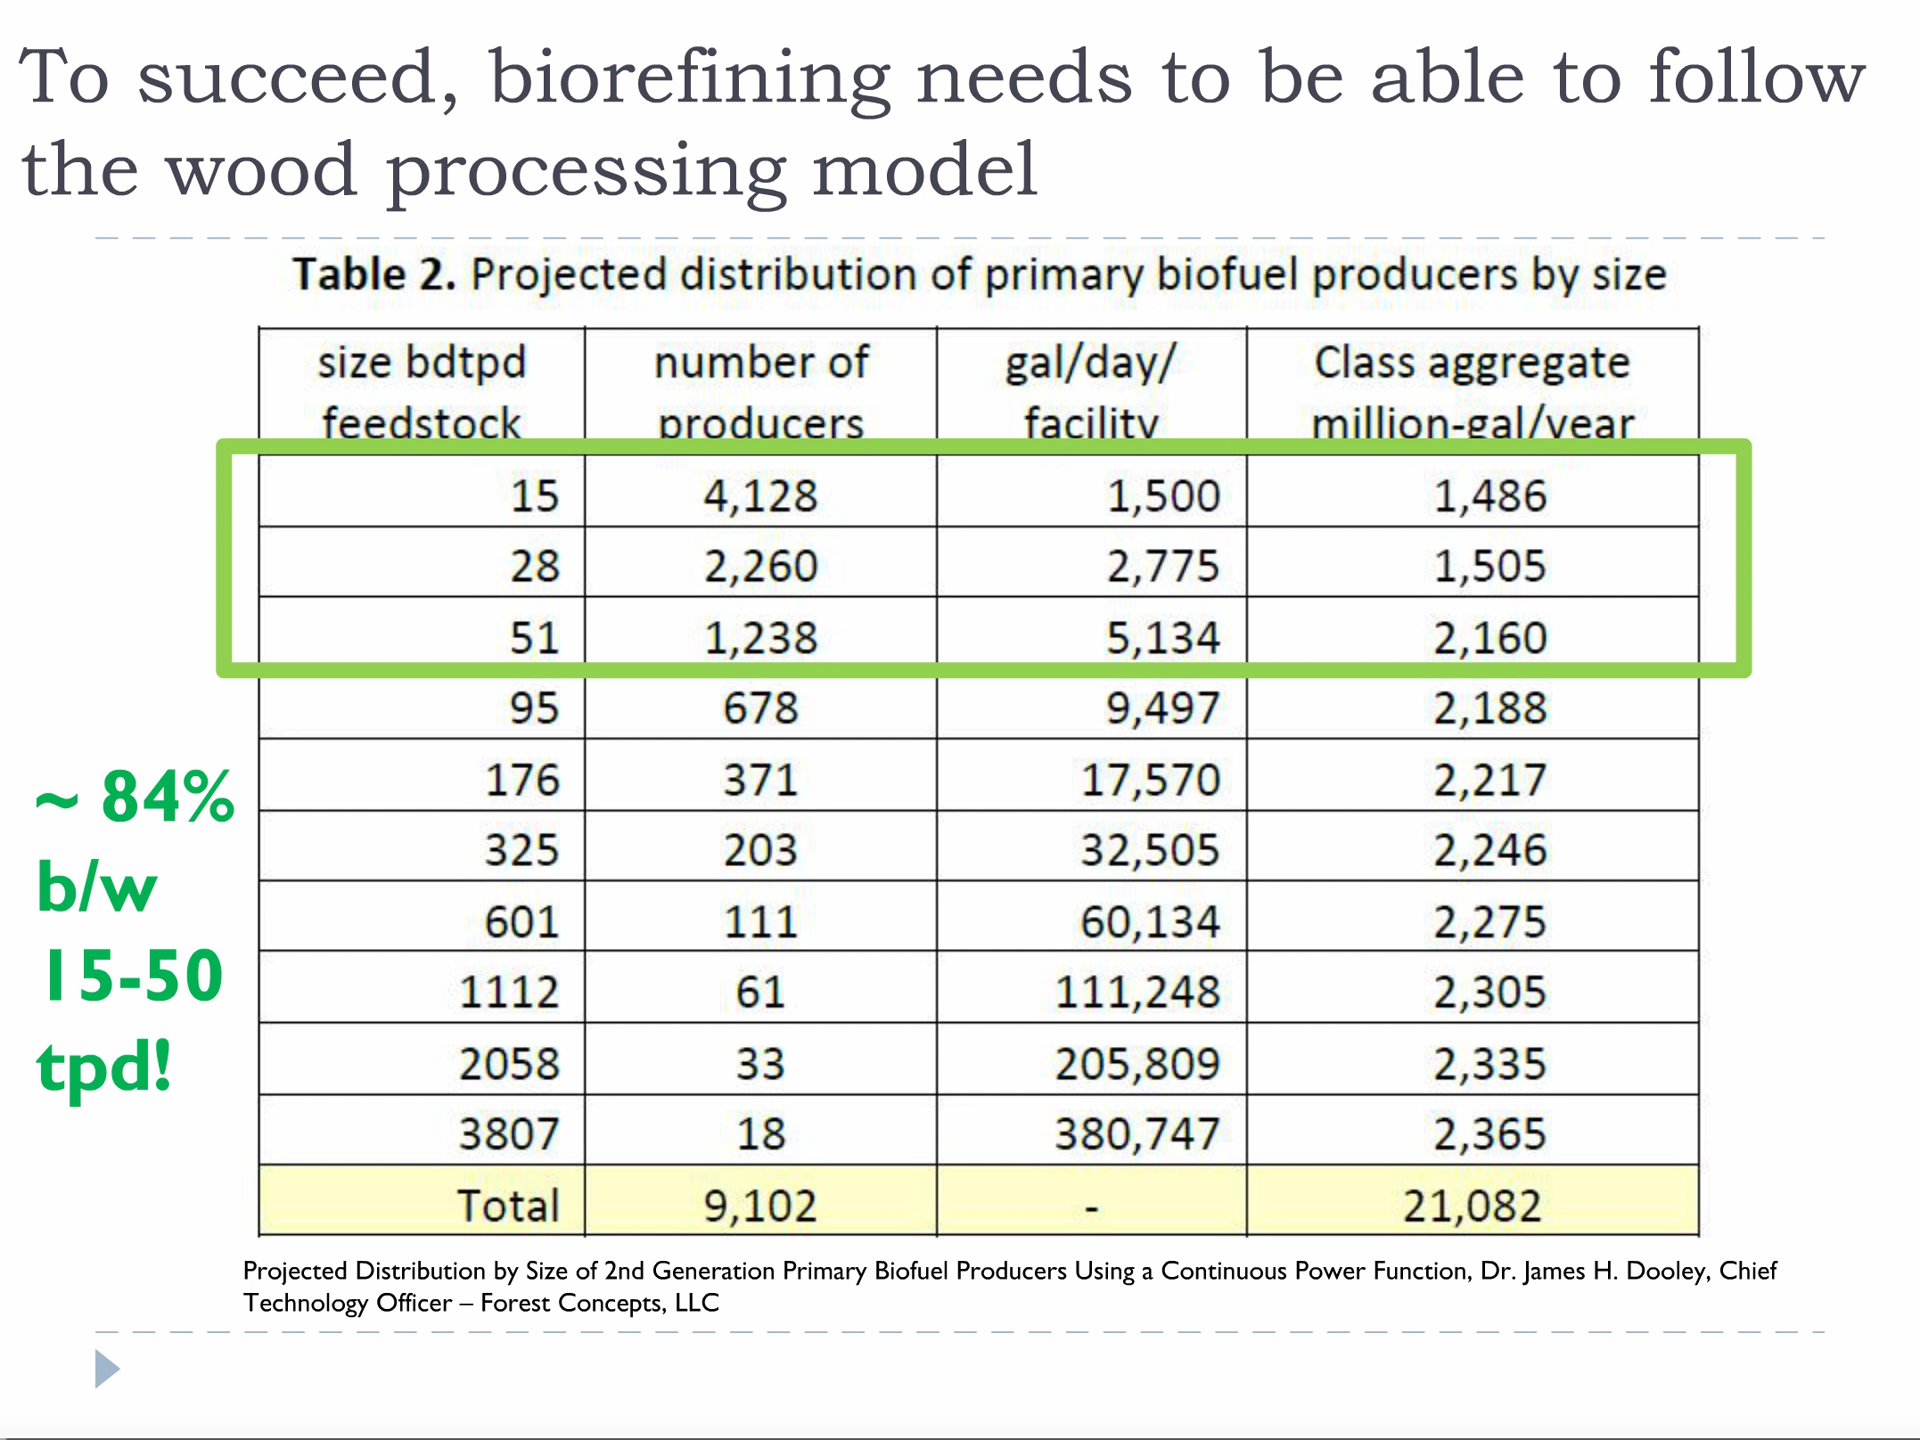 To succeed, biorefining needs to be able to follow
the wood processing model
Table 2. Projected distribution of primary biofuel producers by size
size bdtpd feedstock number of producers gal/day/ facility Class aggregate million-gal/year
15 4,128 1,500 1,486
28 2,260 2,775 1,505
51 1,238 5,134 2,160
95 678 9,497 2,188
176 371 17,570 2,217
325 203 32,505 2,246
601 111 60,134 2,275
1112 61 111,248 2,305
2058 33 205,809 2,335
3807 18 380,747 2,365
Total 9,102 - 21,082
~ 84%
b/w
15-50
tpd!
Projected Distribution by Size of 2nd Generation Primary Biofuel Producers Using a Continuous Power Function, Dr. James H. Dooley, Chief
Technology Officer – Forest Concepts, LLC